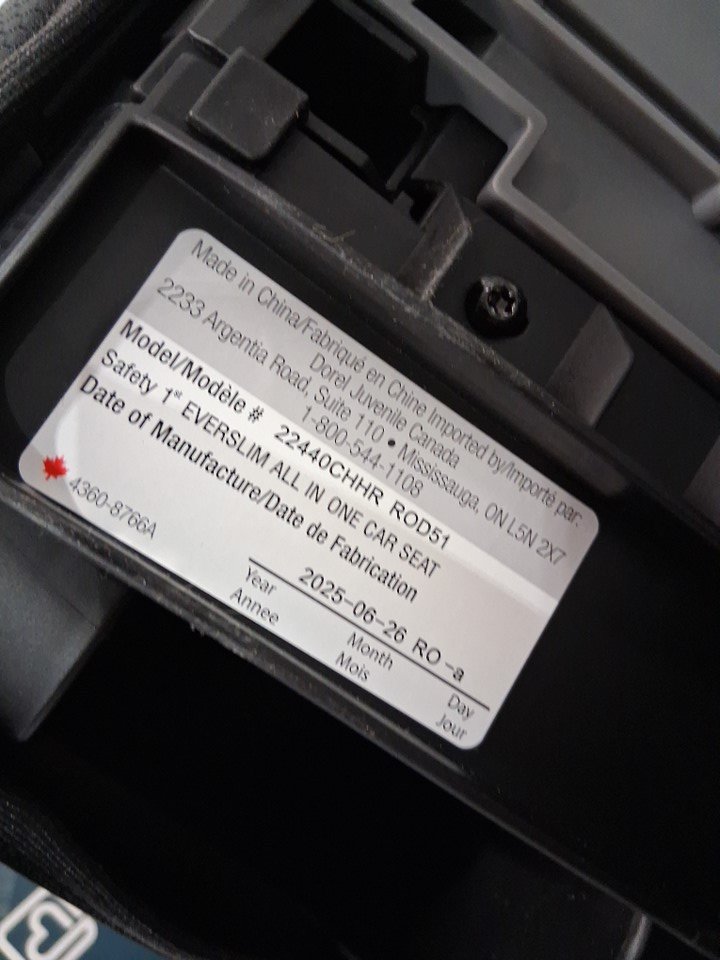 Made in China/Fabriqué en Chine Imported by/Importé par:
Dorel Juvenile Canada
2233 Argentia Road, Suite 110 • Mississauga, ON L5N 2X7
1-800-544-1108
Model/Modèle # 22440CHHR ROD51
Safety 1st EVERSLIM ALL IN ONE CAR SEAT
Date of Manufacture/Date de Fabrication
2025-06-26 RO -a
Year Month Day
Annee Mois Jour
4360-8766A